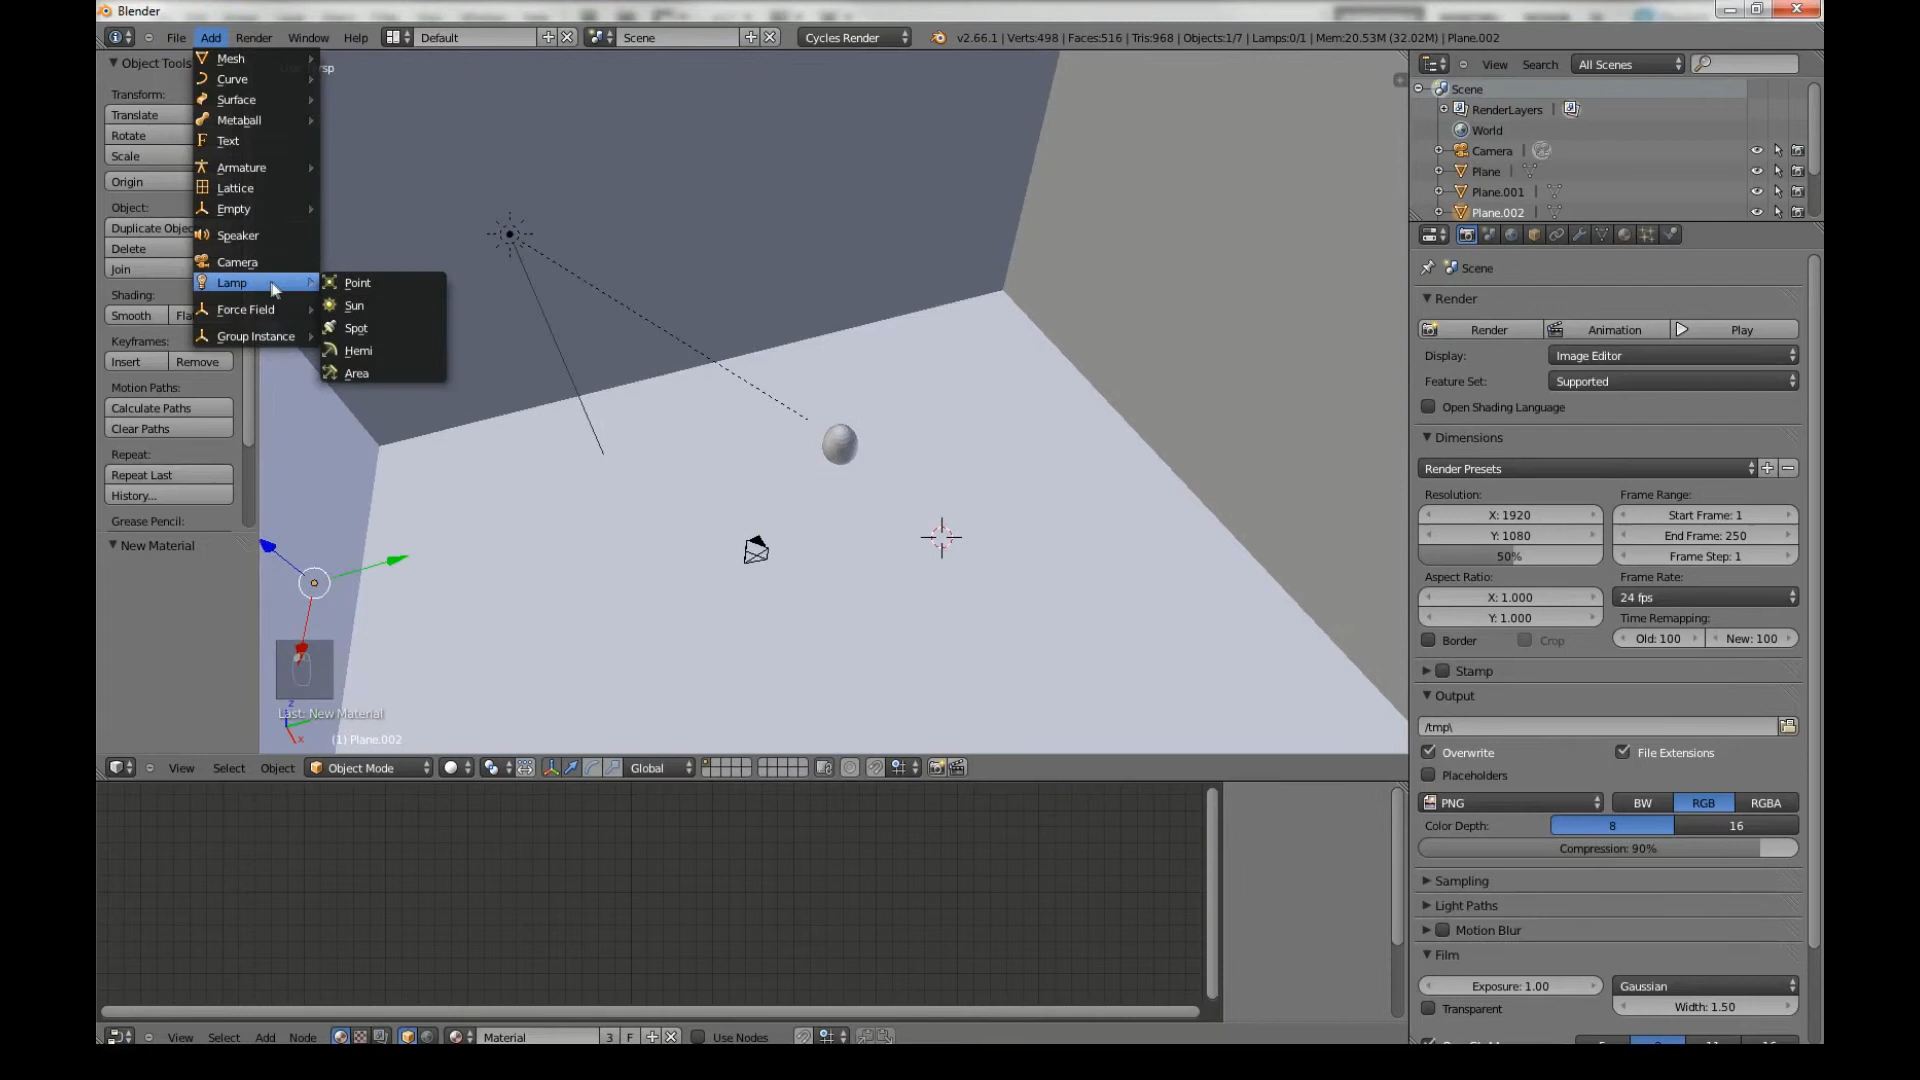 Blender
File Add Render Window Help Default Scene Cycles Render v2.66.1 | Verts:498 | Faces:516 | Tris:968 | Objects:1/7 | Lamps:0/1 | Mem:20.53M (32.02M) | Plane.002
Object Tools
Transform:
Translate
Rotate
Scale
Origin
Object:
Duplicate Objec
Delete
Join
Shading:
Smooth Fla
Keyframes:
Insert Remove
Motion Paths:
Calculate Paths
Clear Paths
Repeat:
Repeat Last
History...
Grease Pencil:
New Material
Mesh
Curve
Surface
Metaball
Text
Armature
Lattice
Empty
Speaker
Camera
Lamp
Force Field
Group Instance
Point
Sun
Spot
Hemi
Area
Last: New Material
z
x
(1) Plane.002
View Select Object Object Mode Global
View Select Add Node Material 3 F Use Nodes
View Search All Scenes
Scene
RenderLayers
World
Camera
Plane
Plane.001
Plane.002
Scene
Render
Render Animation Play
Display: Image Editor
Feature Set: Supported
Open Shading Language
Dimensions
Render Presets
Resolution: Frame Range:
X: 1920 Start Frame: 1
Y: 1080 End Frame: 250
50% Frame Step: 1
Aspect Ratio: Frame Rate:
X: 1.000 24 fps
Y: 1.000 Time Remapping:
Border Crop Old: 100 New: 100
Stamp
Output
/tmp\
Overwrite File Extensions
Placeholders
PNG BW RGB RGBA
Color Depth: 8 16
Compression: 90%
Sampling
Light Paths
Motion Blur
Film
Exposure: 1.00 Gaussian
Transparent Width: 1.50